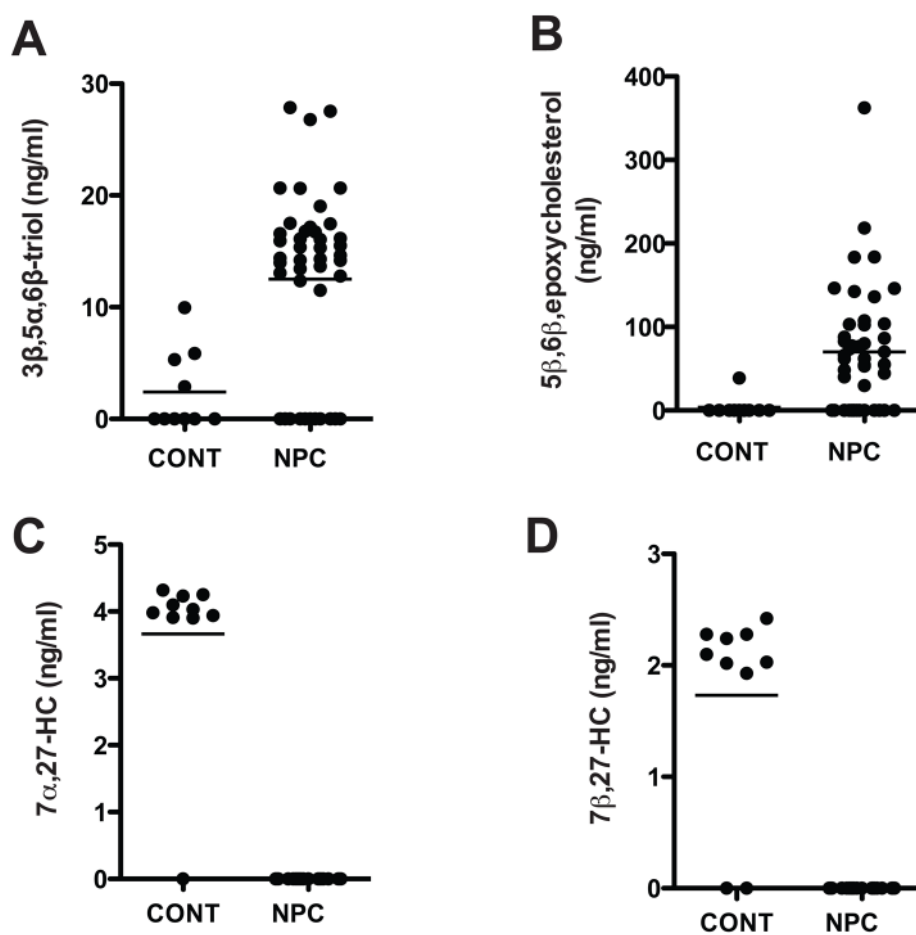 A
3β,5α,6β-triol (ng/ml)
30
20
10
0
CONT NPC
B
5β,6β,epoxycholesterol
(ng/ml)
400
300
200
100
0
CONT NPC
C
7α,27-HC (ng/ml)
5
4
3
2
1
0
CONT NPC
D
7β,27-HC (ng/ml)
3
2
1
0
CONT NPC